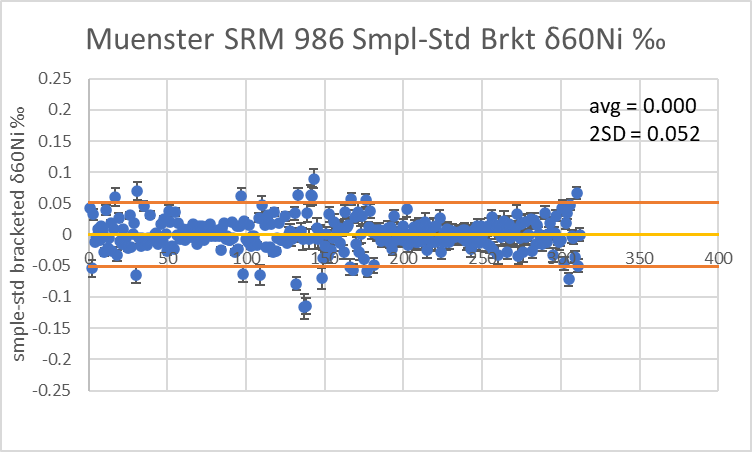 Muenster SRM 986 Smpl-Std Brkt δ60Ni ‰
avg = 0.000
2SD = 0.052
smple-std bracketed δ60Ni ‰
0.25
0.2
0.15
0.1
0.05
0
-0.05
-0.1
-0.15
-0.2
-0.25
0 50 100 150 200 250 300 350 400